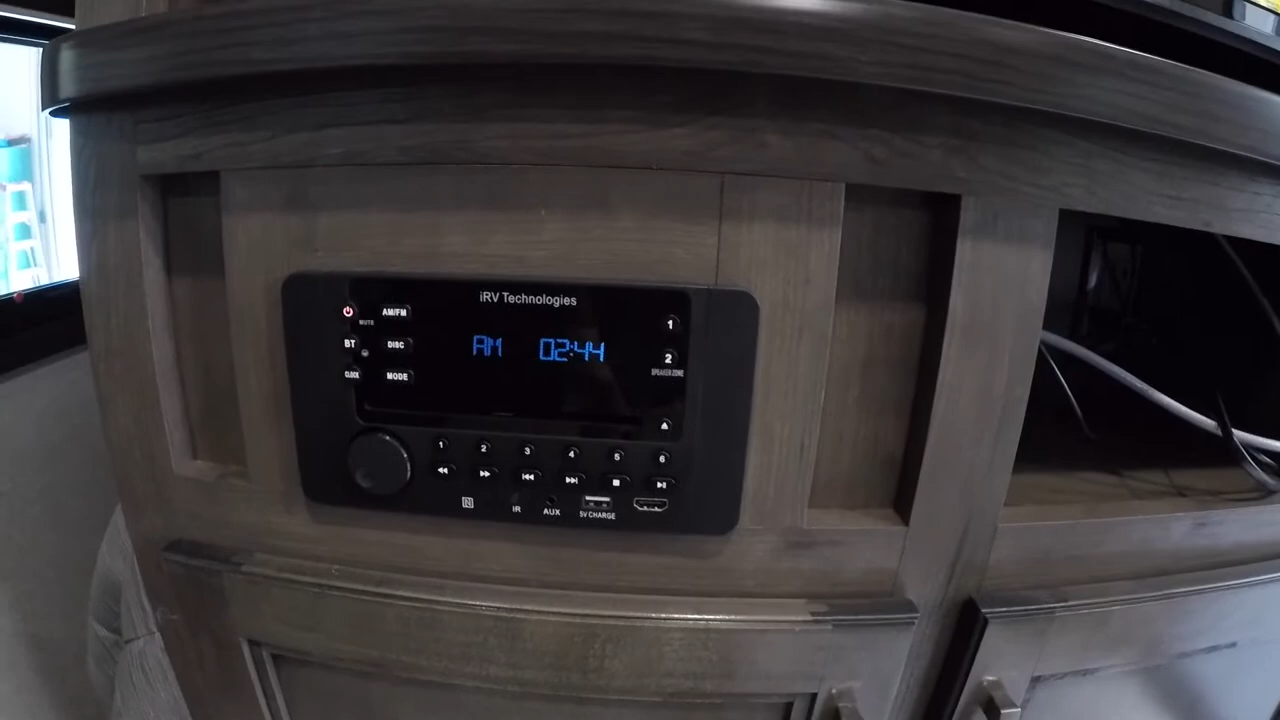 iRV Technologies
MUTE
AM/FM
BT
DISC
CLOCK
MODE
AM 02:44
1
2
SPEAKER ZONE
1 2 3 4 5 6
IR
AUX
5V CHARGE